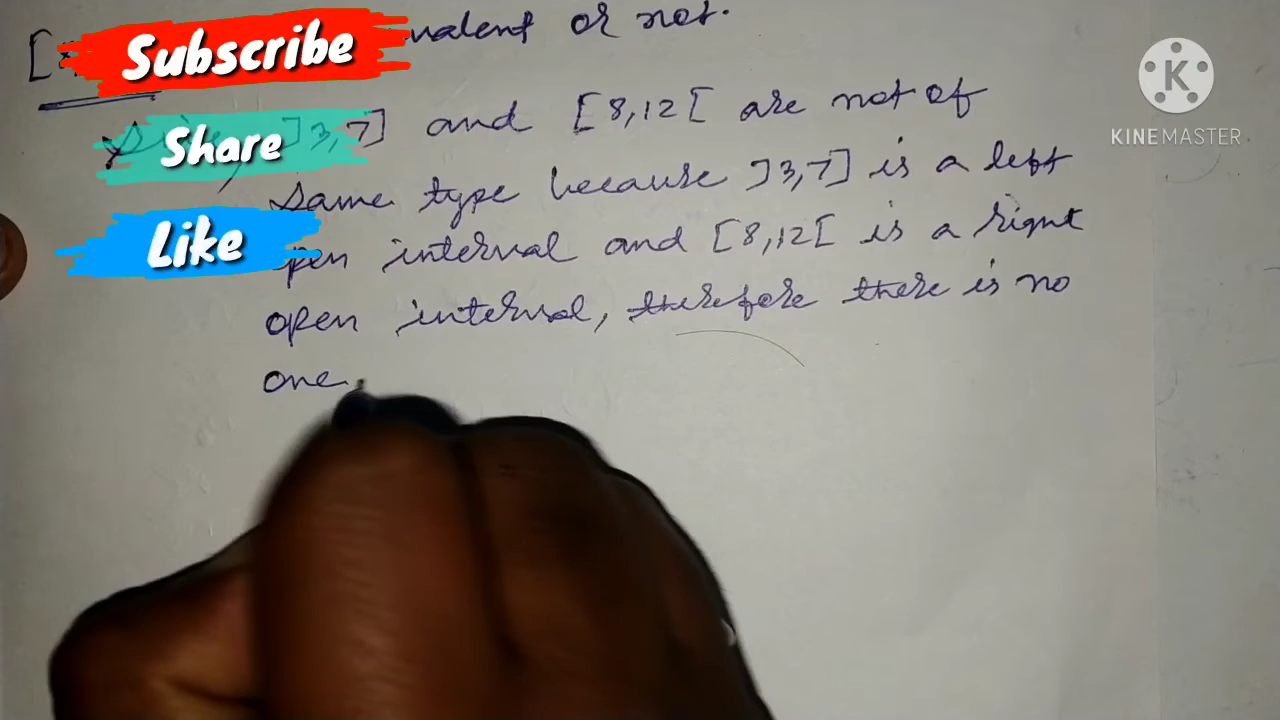 or not.
Subscribe
]3,7] and [8,12[ are not of
Share
same type because ]3,7] is a left
open interval and [8,12[ is a right
Like
open interval, therefore there is no
one
K
KINEMASTER